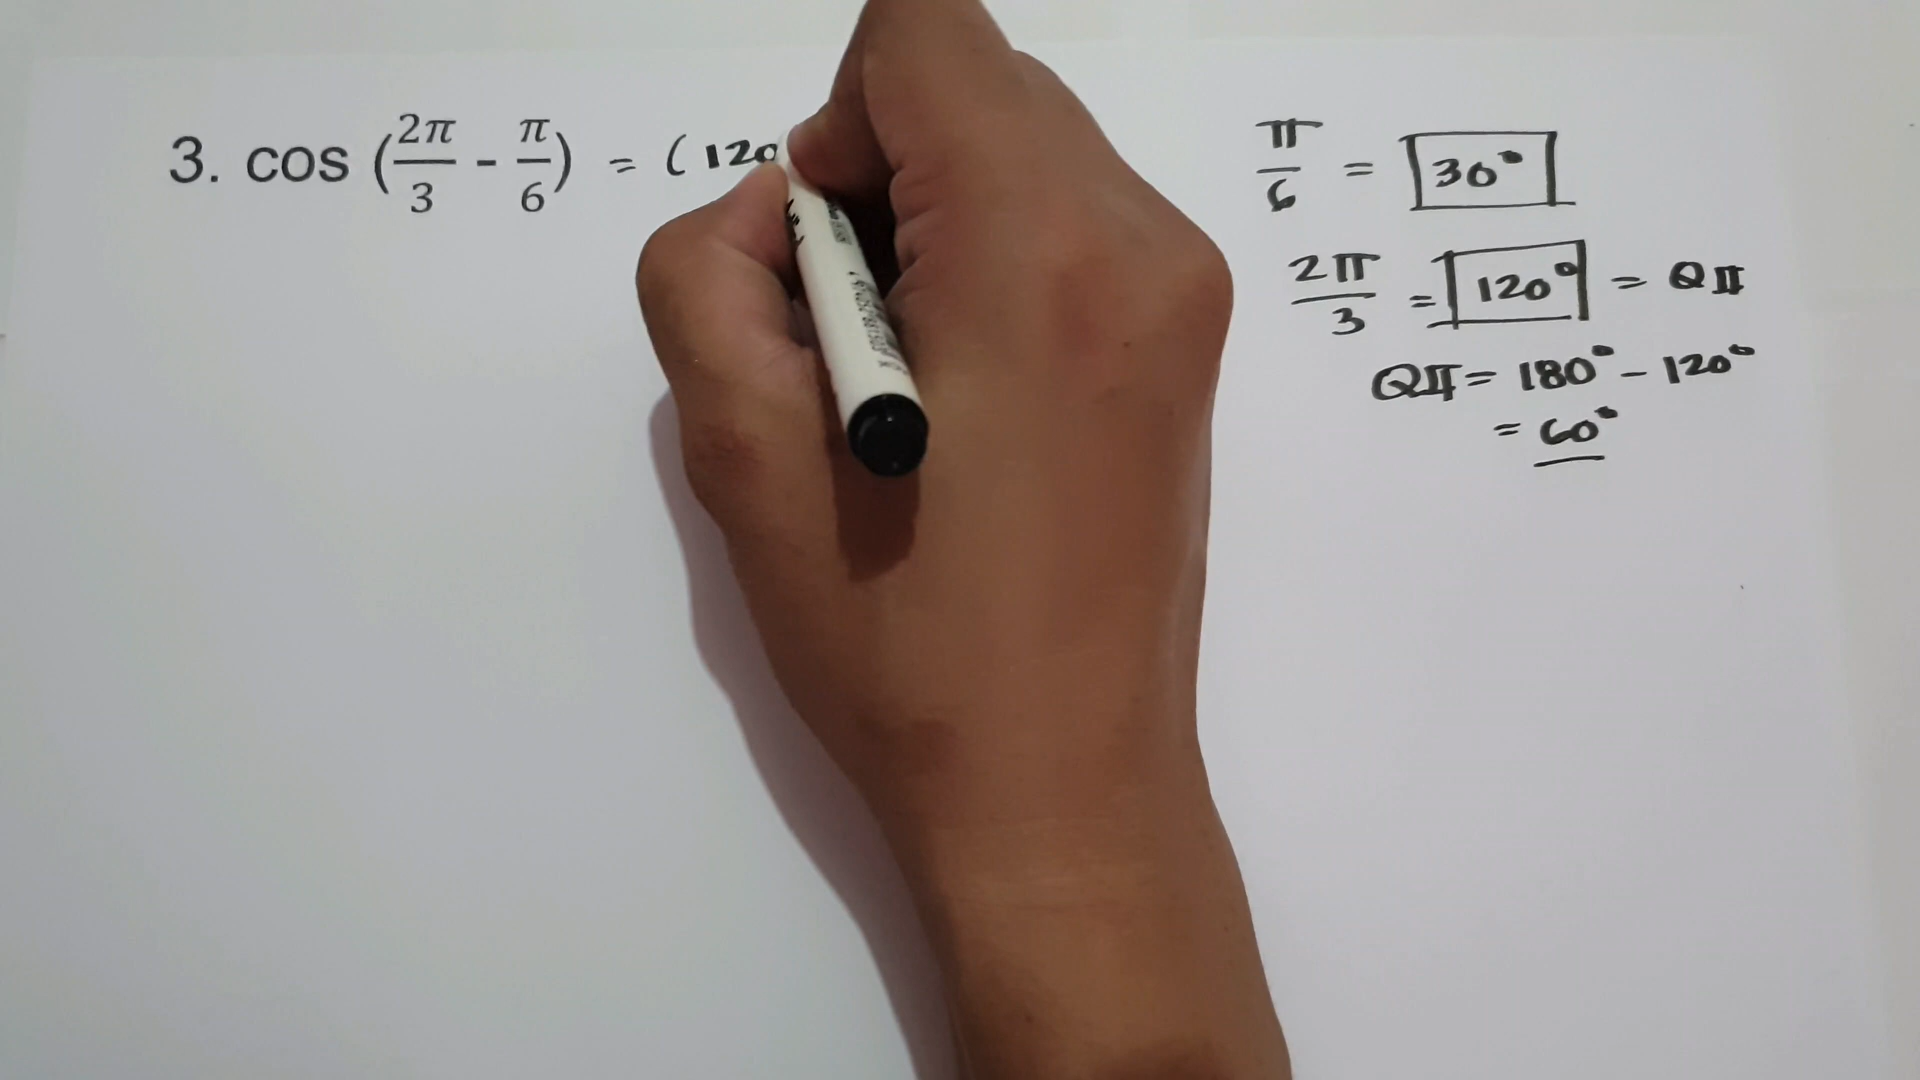 3. cos (2π/3 - π/6) = (120
π/6 = 30°
2π/3 = 120° = QII
QII = 180° - 120°
= 60°